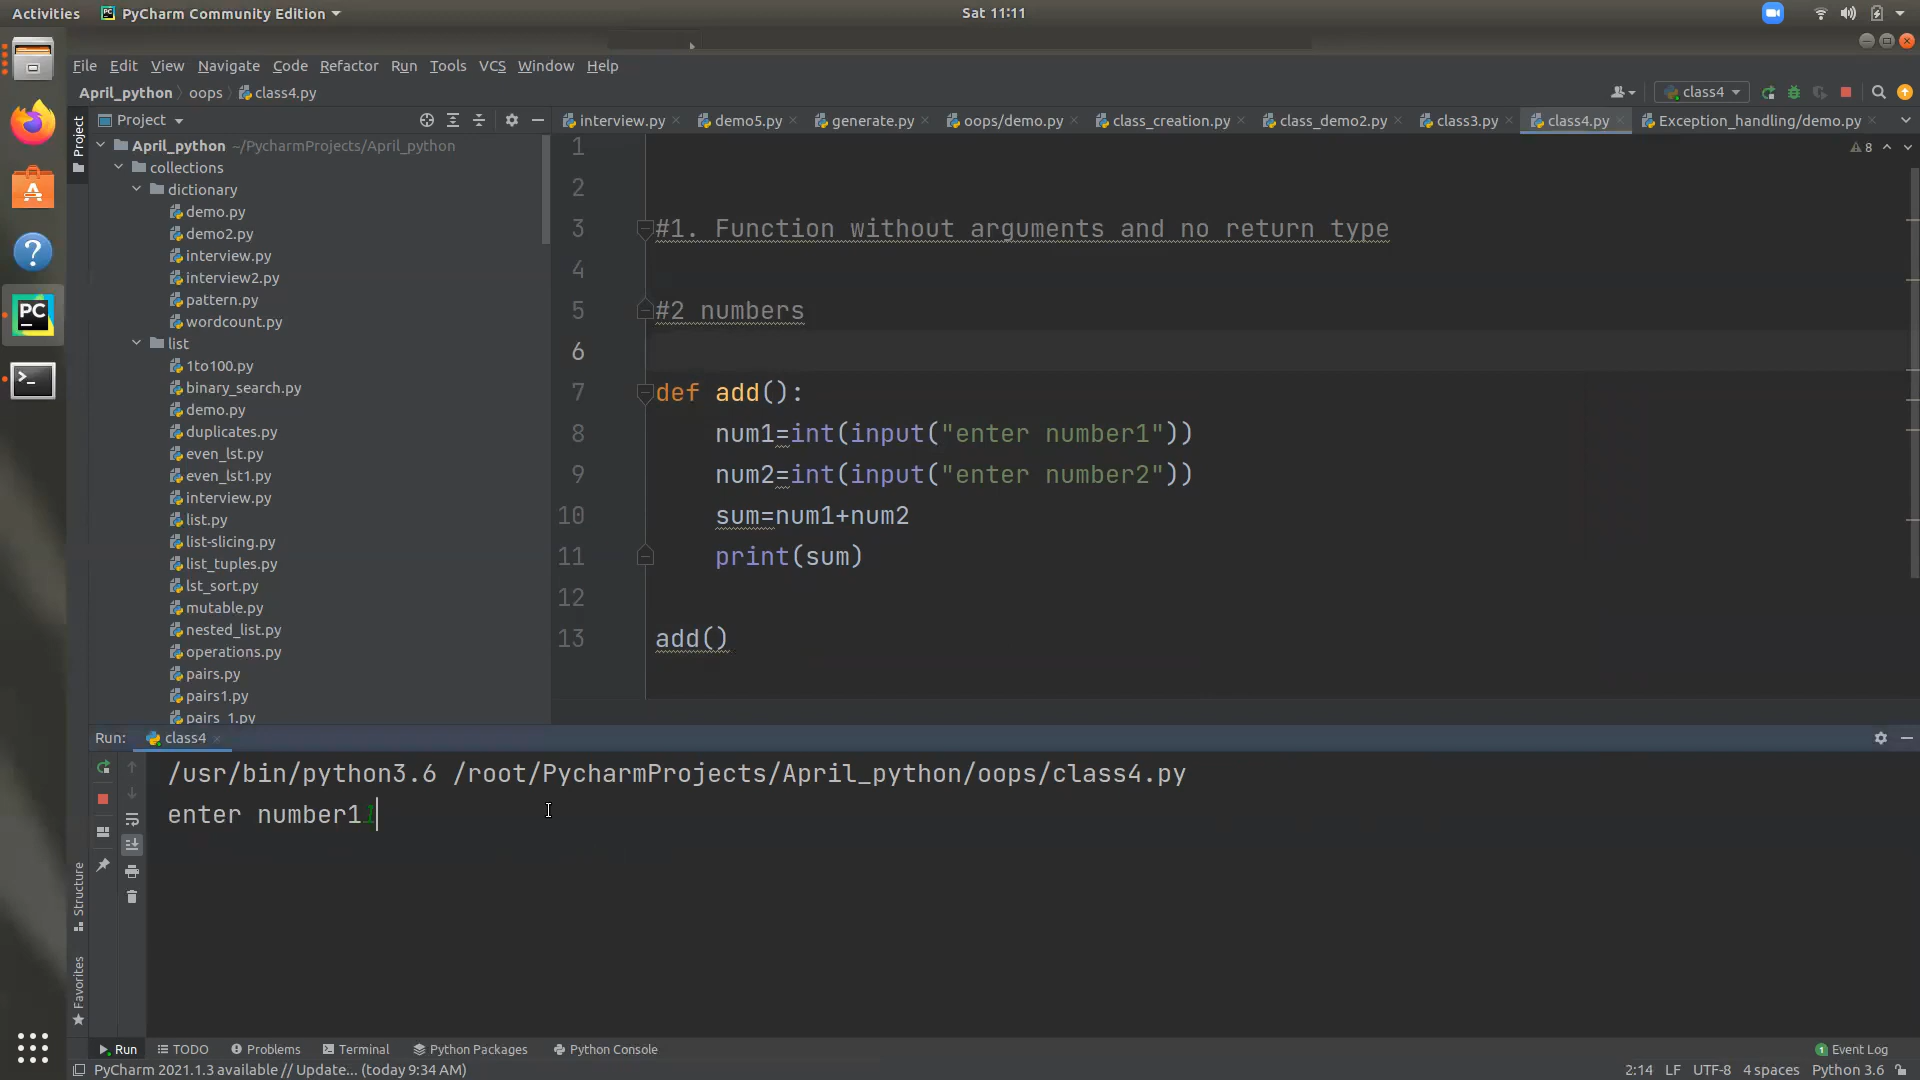 Activities PyCharm Community Edition Sat 11:11
File Edit View Navigate Code Refactor Run Tools VCS Window Help
April_python oops class4.py class4
Project interview.py demo5.py generate.py oops/demo.py class_creation.py class_demo2.py class3.py class4.py Exception_handling/demo.py
Project
April_python ~/PycharmProjects/April_python
collections
dictionary
demo.py
demo2.py
interview.py
interview2.py
pattern.py
wordcount.py
list
1to100.py
binary_search.py
demo.py
duplicates.py
even_lst.py
even_lst1.py
interview.py
list.py
list-slicing.py
list_tuples.py
lst_sort.py
mutable.py
nested_list.py
operations.py
pairs.py
pairs1.py
pairs_1.py
8
1
2
3 #1. Function without arguments and no return type
4
5 #2 numbers
6
7 def add():
8 num1=int(input("enter number1"))
9 num2=int(input("enter number2"))
10 sum=num1+num2
11 print(sum)
12
13 add()
Run: class4
/usr/bin/python3.6 /root/PycharmProjects/April_python/oops/class4.py
enter number11
Structure
Favorites
Run TODO Problems Terminal Python Packages Python Console 1 Event Log
PyCharm 2021.1.3 available // Update... (today 9:34 AM) 2:14 LF UTF-8 4 spaces Python 3.6